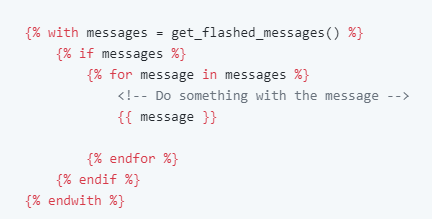 {% with messages = get_flashed_messages() %}
    {% if messages %}
        {% for message in messages %}
            <!-- Do something with the message -->
            {{ message }}
        {% endfor %}
    {% endif %}
{% endwith %}